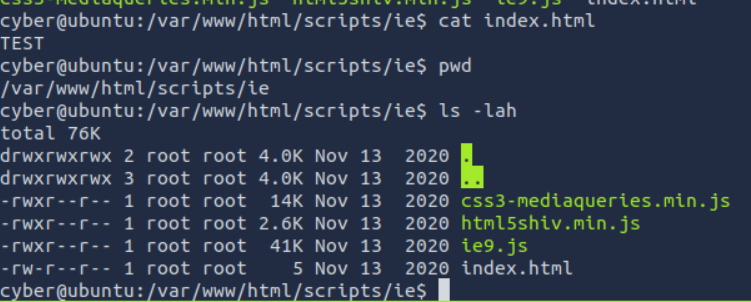 css3-mediaqueries.min.js html5shiv.min.js ie9.js index.html
cyber@ubuntu:/var/www/html/scripts/ie$ cat index.html
TEST
cyber@ubuntu:/var/www/html/scripts/ie$ pwd
/var/www/html/scripts/ie
cyber@ubuntu:/var/www/html/scripts/ie$ ls -lah
total 76K
drwxrwxrwx 2 root root 4.0K Nov 13  2020 .
drwxrwxrwx 3 root root 4.0K Nov 13  2020 ..
-rwxr--r-- 1 root root  14K Nov 13  2020 css3-mediaqueries.min.js
-rwxr--r-- 1 root root 2.6K Nov 13  2020 html5shiv.min.js
-rwxr--r-- 1 root root  41K Nov 13  2020 ie9.js
-rw-r--r-- 1 root root    5 Nov 13  2020 index.html
cyber@ubuntu:/var/www/html/scripts/ie$